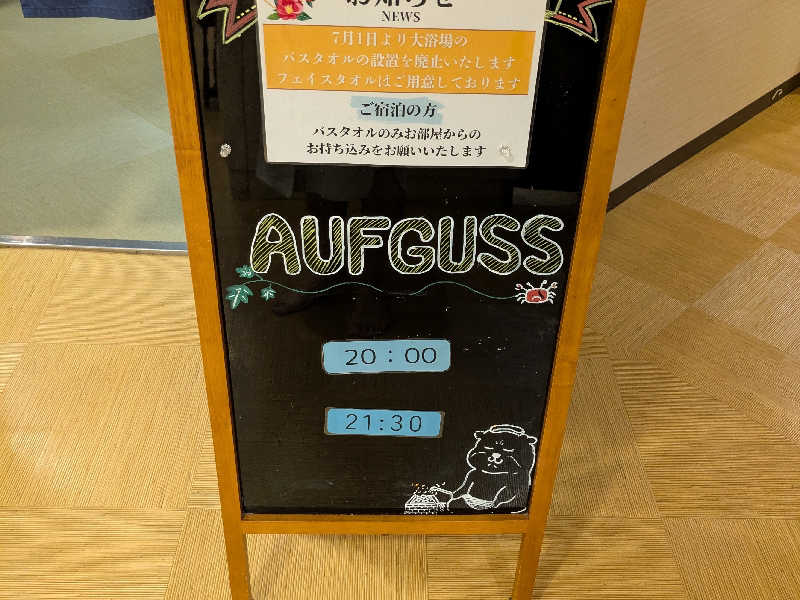 お知らせ
NEWS
7月1日より大浴場の
バスタオルの設置を廃止いたします
フェイスタオルはご用意しております
ご宿泊の方
バスタオルのみお部屋からの
お持ち込みをお願いいたします
AUFGUSS
20:00
21:30